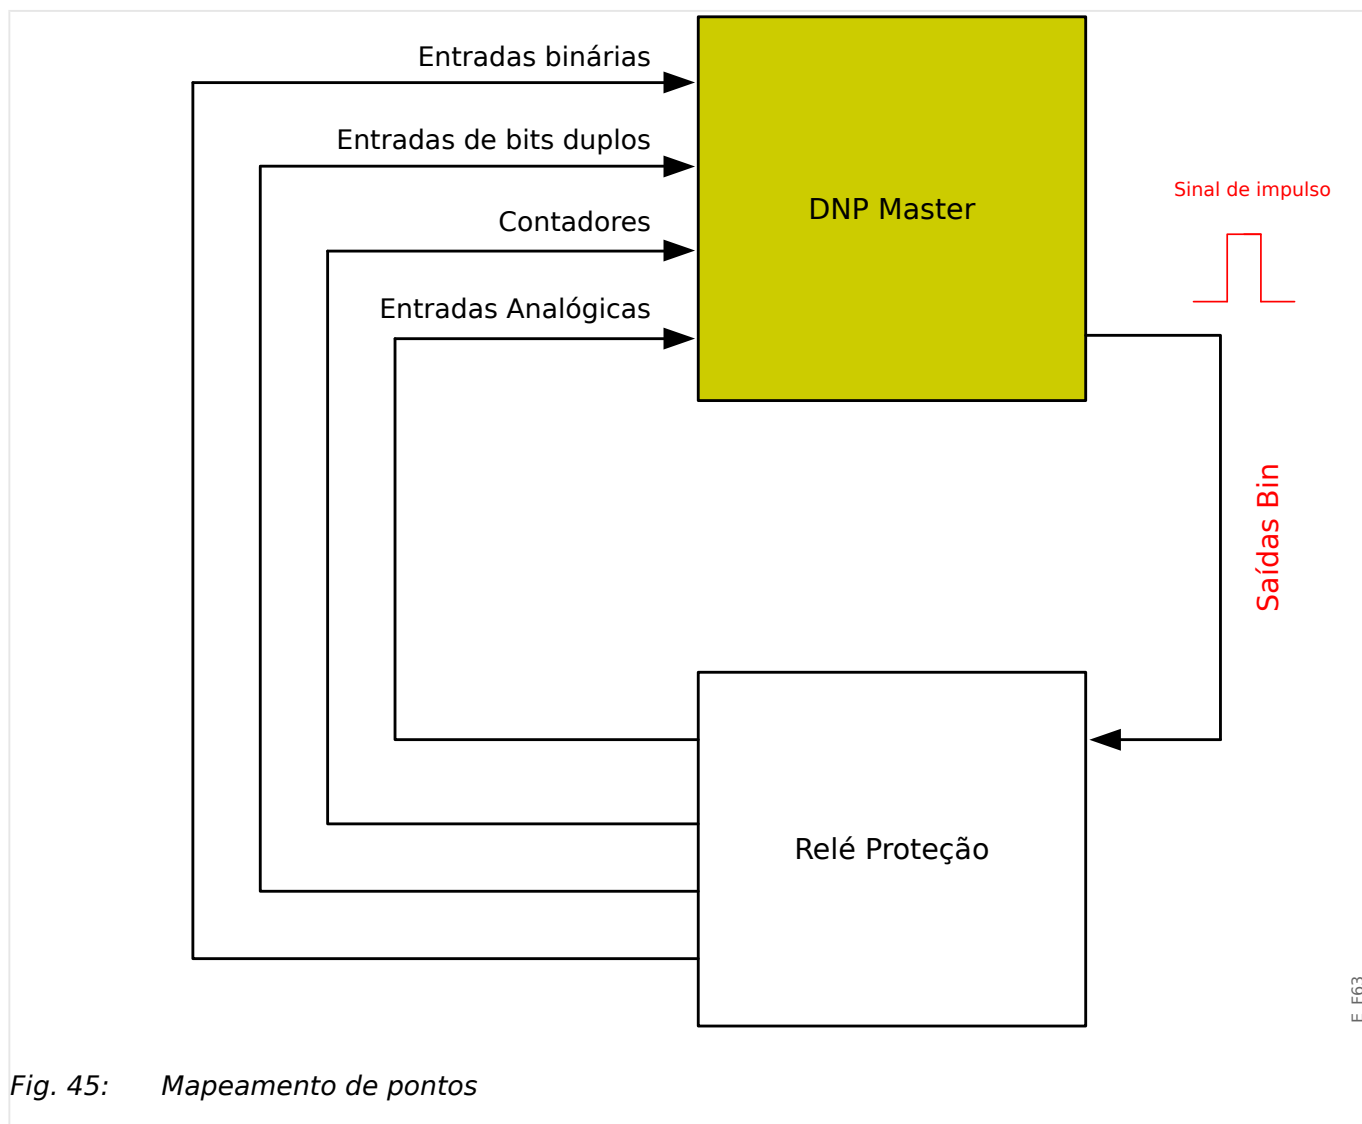 Entradas binárias
Entradas de bits duplos
Contadores
Entradas Analógicas
DNP Master
Sinal de impulso
Saídas Bin
Relé Proteção
Fig. 45: Mapeamento de pontos